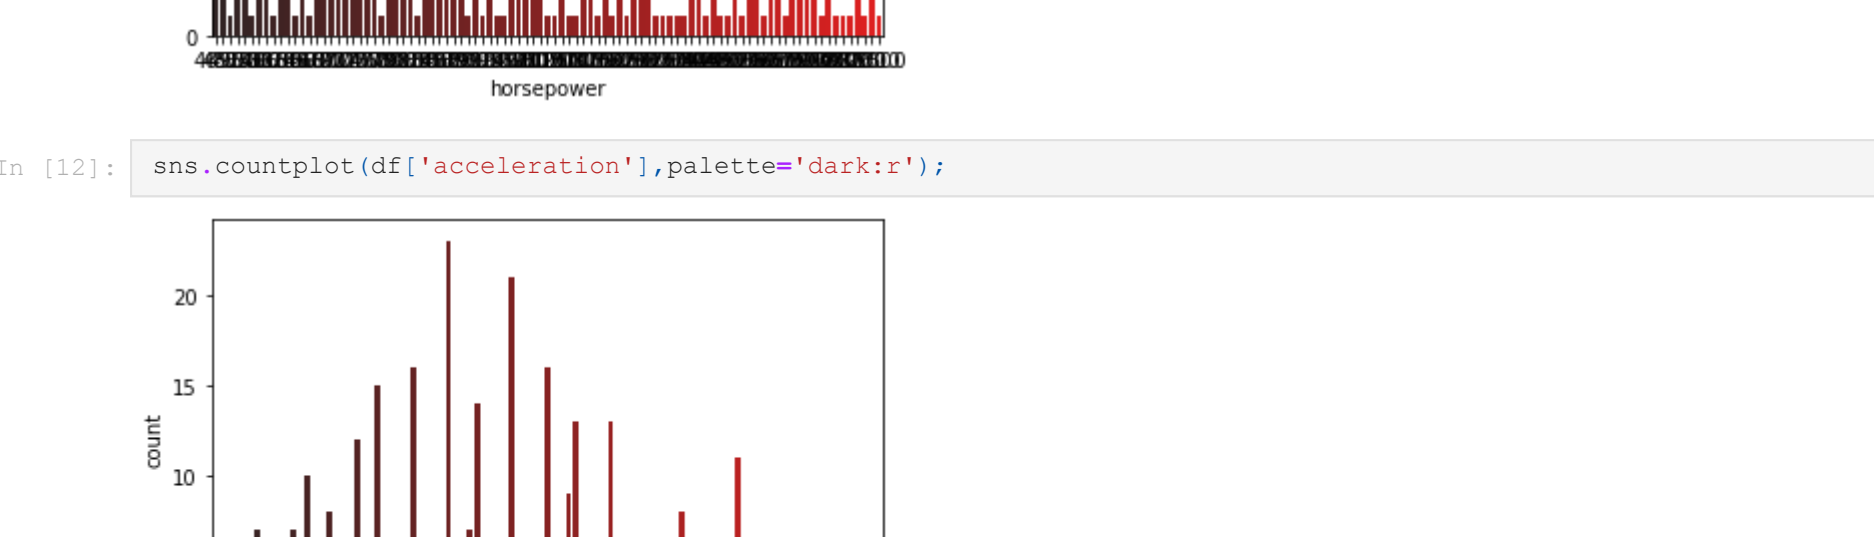 0
horsepower
In [12]:
sns.countplot(df['acceleration'],palette='dark:r');
20
15
count
10